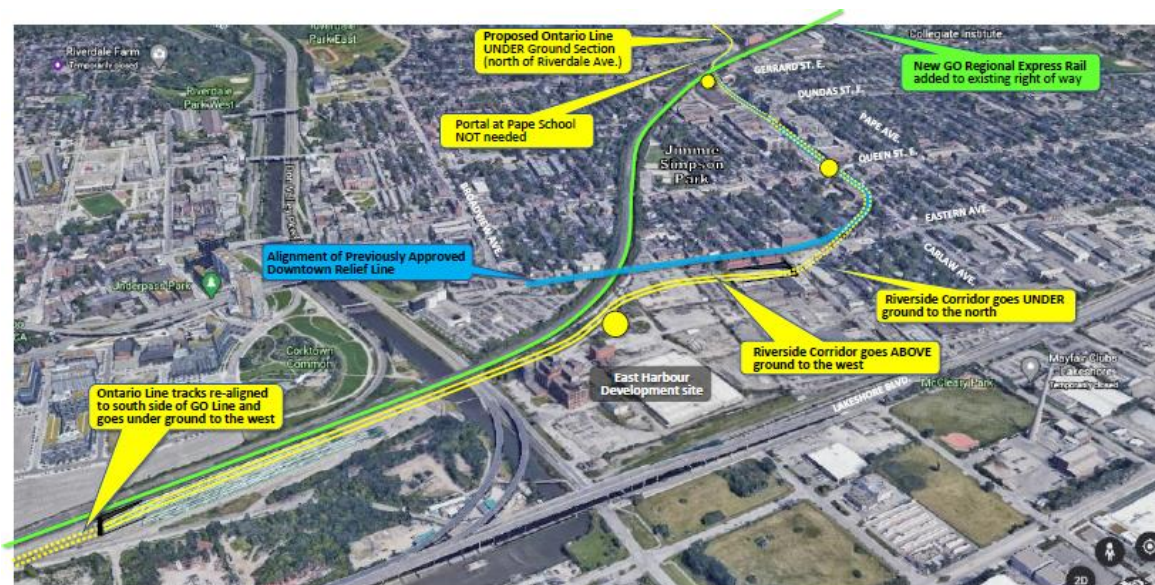 Riverdale
Park East
Riverdale Farm
Temporarily closed
Riverdale
Park West
Proposed Ontario Line
UNDER Ground Section
(north of Riverdale Ave.)
Collegiate Institute
New GO Regional Express Rail
added to existing right of way
GERRARD ST. E.
DUNDAS ST. E.
PAPE AVE.
QUEEN ST. E.
Portal at Pape School
NOT needed
Jimmie
Simpson
Park
BROADVIEW AVE.
EASTERN AVE.
CARLAW AVE.
Alignment of Previously Approved
Downtown Relief Line
Underpass Park
Riverside Corridor goes UNDER
ground to the north
Riverside Corridor goes ABOVE
ground to the west
Corktown
Common
East Harbour
Development site
Mayfair Clubs
Lakeshore
Temporarily closed
McCleary Park
LAKESHORE BLVD.
Ontario Line tracks re-aligned
to south side of GO Line and
goes under ground to the west
2D